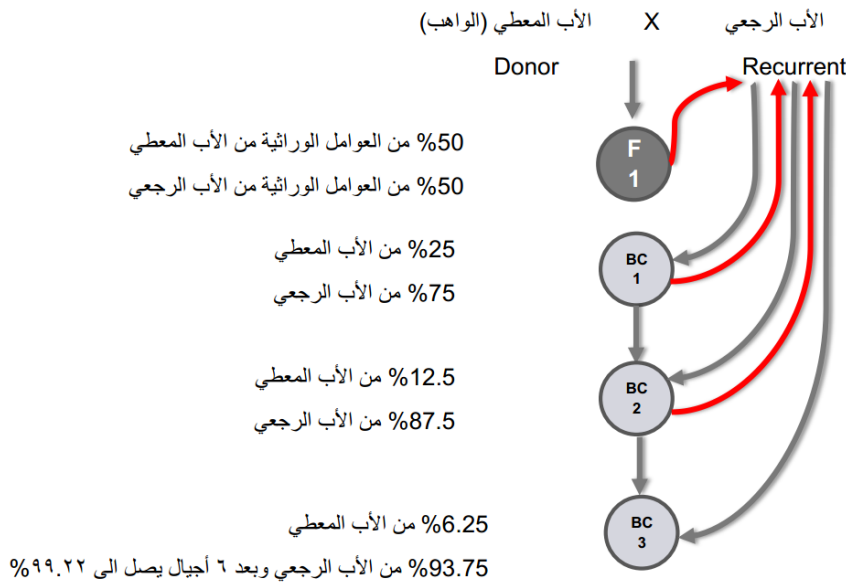 الأب الرجعي X الأب المعطي (الواهب)
Donor Recurrent
F
1
%50 من العوامل الوراثية من الأب المعطي
%50 من العوامل الوراثية من الأب الرجعي
BC
1
%25 من الأب المعطي
%75 من الأب الرجعي
BC
2
%12.5 من الأب المعطي
%87.5 من الأب الرجعي
BC
3
%6.25 من الأب المعطي
%93.75 من الأب الرجعي وبعد ٦ أجيال يصل الى ٩٩.٢٢%